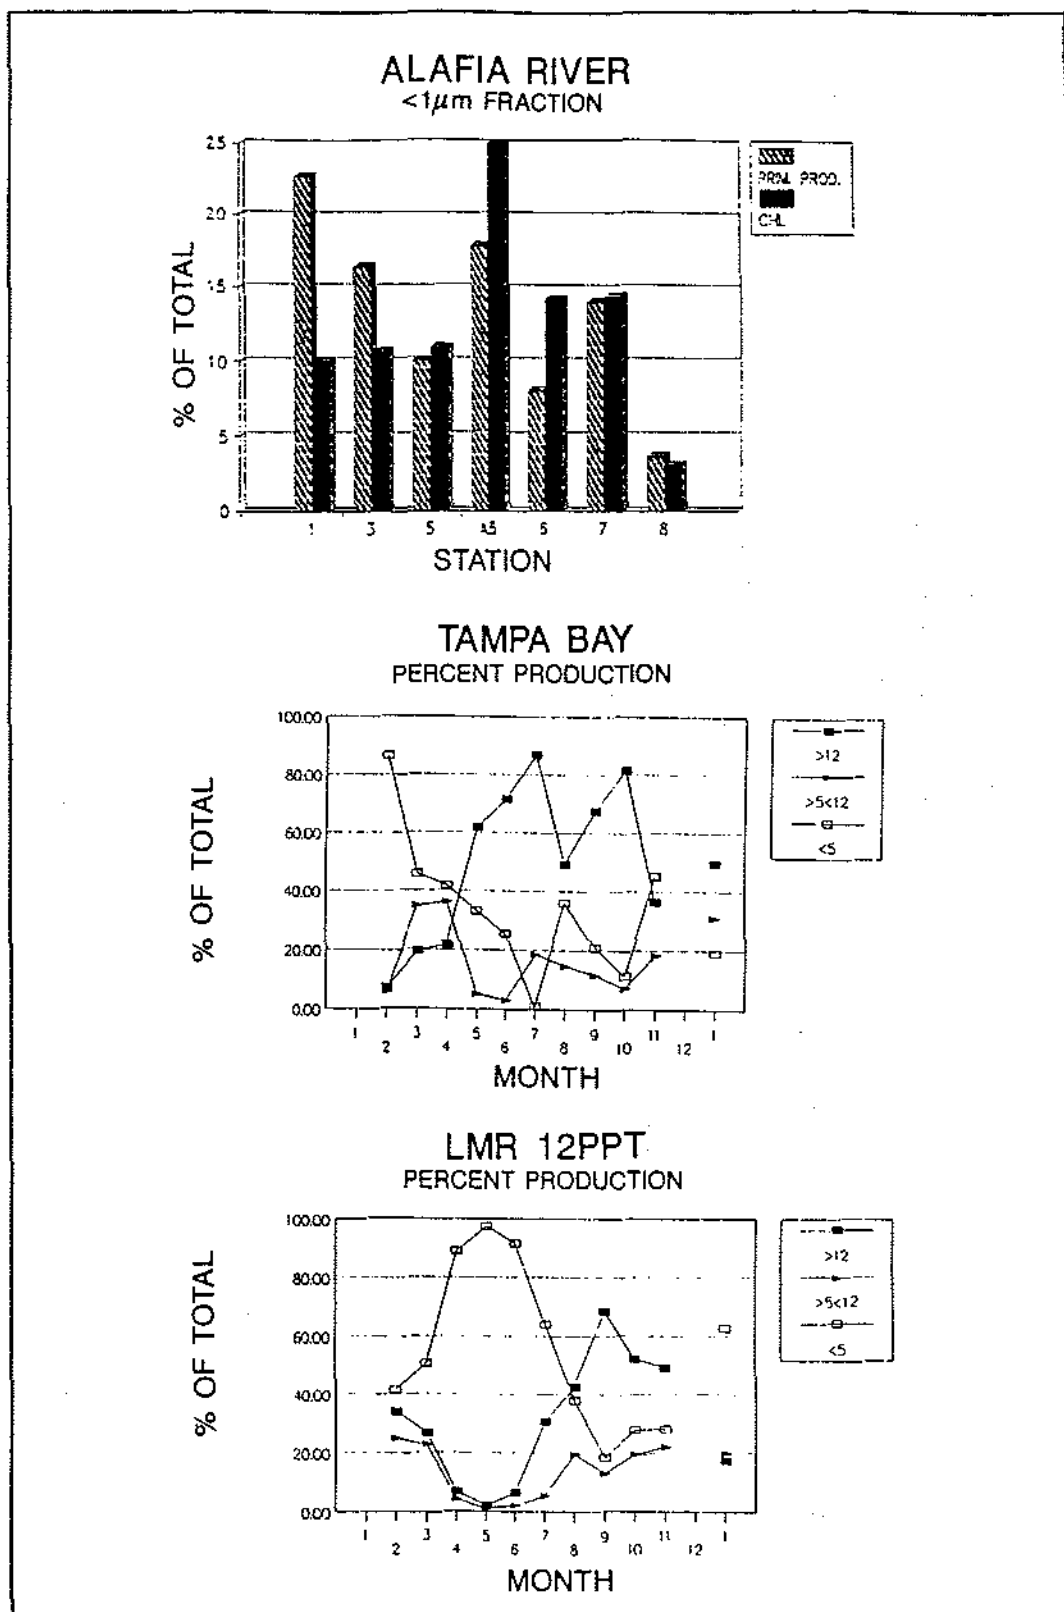 ALAFIA RIVER
<1μm FRACTION
25
20
15
10
5
0
% OF TOTAL
PROD.
CHL
1 3 5 6 7 8
STATION
TAMPA BAY
PERCENT PRODUCTION
100.00
80.00
60.00
40.00
20.00
0.00
% OF TOTAL
>12
>5<12
<5
1 2 3 4 5 6 7 8 9 10 11 12 1
MONTH
LMR 12PPT
PERCENT PRODUCTION
100.00
80.00
60.00
40.00
20.00
0.00
% OF TOTAL
>12
>5<12
<5
1 2 3 4 5 6 7 8 9 10 11 12 1
MONTH